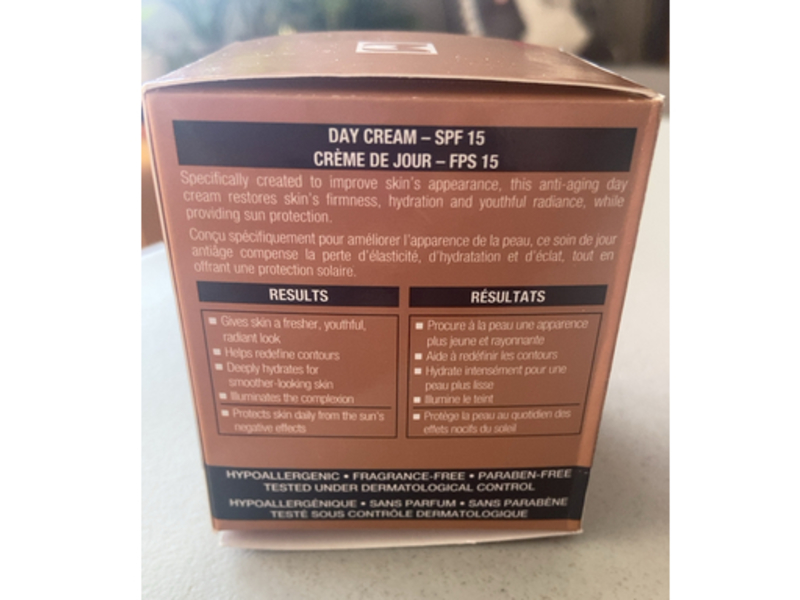 DAY CREAM – SPF 15
CRÈME DE JOUR – FPS 15
Specifically created to improve skin's appearance, this anti-aging day
cream restores skin's firmness, hydration and youthful radiance, while
providing sun protection.
Conçu spécifiquement pour améliorer l'apparence de la peau, ce soin de jour
antiâge compense la perte d'élasticité, d'hydratation et d'éclat, tout en
offrant une protection solaire.
RESULTS
■ Gives skin a fresher, youthful,
radiant look
■ Helps redefine contours
■ Deeply hydrates for
smoother-looking skin
■ Illuminates the complexion
■ Protects skin daily from the sun's
negative effects
RÉSULTATS
■ Procure à la peau une apparence
plus jeune et rayonnante
■ Aide à redéfinir les contours
■ Hydrate intensément pour une
peau plus lisse
■ Illumine le teint
■ Protège la peau au quotidien des
effets nocifs du soleil
HYPOALLERGENIC • FRAGRANCE-FREE • PARABEN-FREE
TESTED UNDER DERMATOLOGICAL CONTROL
HYPOALLERGÉNIQUE • SANS PARFUM • SANS PARABÈNE
TESTÉ SOUS CONTRÔLE DERMATOLOGIQUE